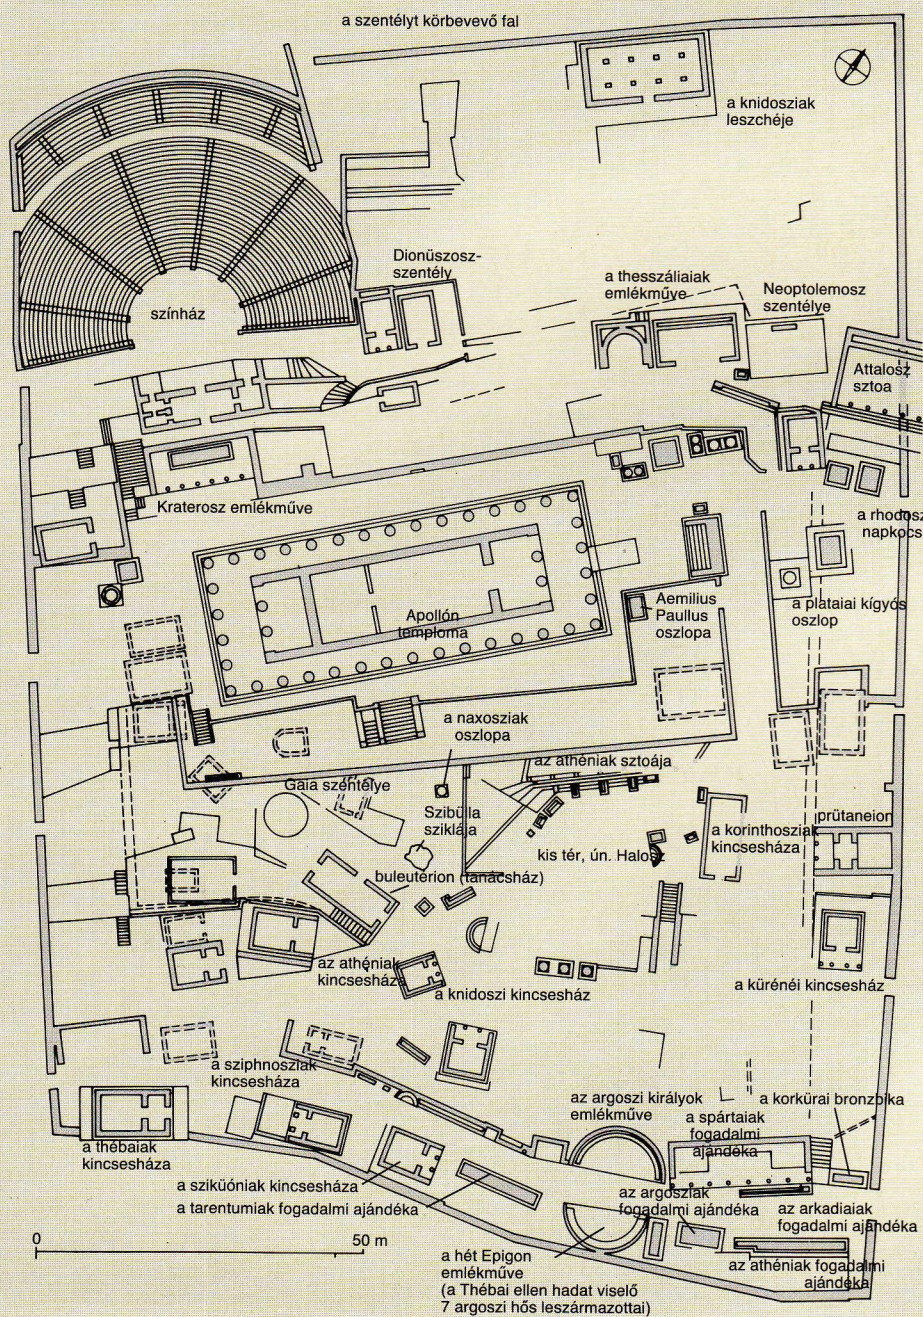 a szentélyt körbevevő fal
a knidosziak
leszchéje
Dionüszosz-
szentély
színház
a thesszáliaiak
emlékműve
Neoptolemosz
szentélye
Attalosz
sztoa
Kraterosz emlékműve
a rhodosz
napkocs
Apollón
temploma
Aemilius
Paullus
oszlopa
a plataiai kígyós
oszlop
a naxosziak
oszlopa
az athéniak sztoája
Gaia szentélye
Szibülla
sziklája
kis tér, ún. Halosz
a korinthosziak
kincsesháza
prütaneion
buleutérion (tanácsház)
az athéniak
kincsesháza
a knidoszi kincsesház
a kürénéi kincsesház
a sziphnosziak
kincsesháza
az argoszi királyok
emlékműve
a korkürai bronzbika
a spártaiak
fogadalmi
ajándéka
a thébaiak
kincsesháza
a sziküóniak kincsesháza
a tarentumiak fogadalmi ajándéka
az argosziak
fogadalmi ajándéka
az arkadiaiak
fogadalmi ajándéka
0
50 m
a hét Epigon
emlékműve
(a Thébai ellen hadat viselő
7 argoszi hős leszármazottai)
az athéniak fogadalmi
ajándéka